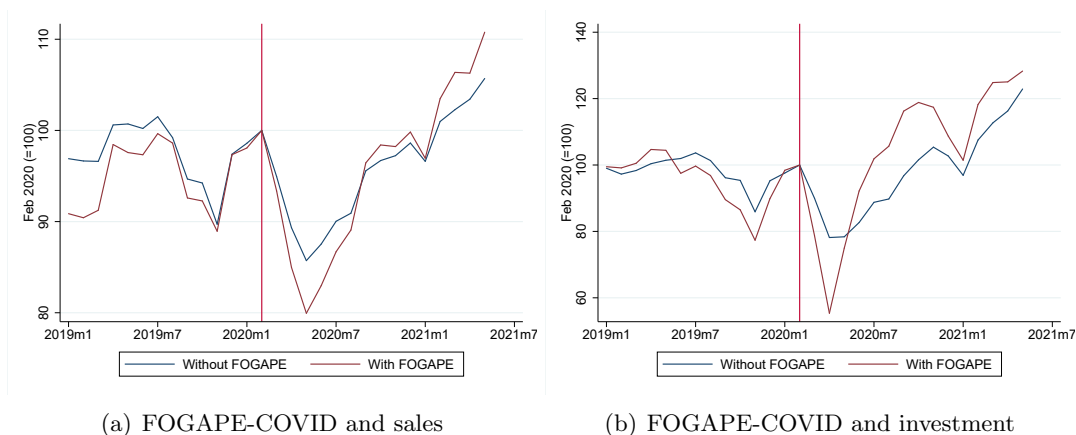 Feb 2020 (=100)
110
100
90
80
2019m1 2019m7 2020m1 2020m7 2021m1 2021m7
Without FOGAPE With FOGAPE
(a) FOGAPE-COVID and sales
Feb 2020 (=100)
140
120
100
80
60
2019m1 2019m7 2020m1 2020m7 2021m1 2021m7
Without FOGAPE With FOGAPE
(b) FOGAPE-COVID and investment